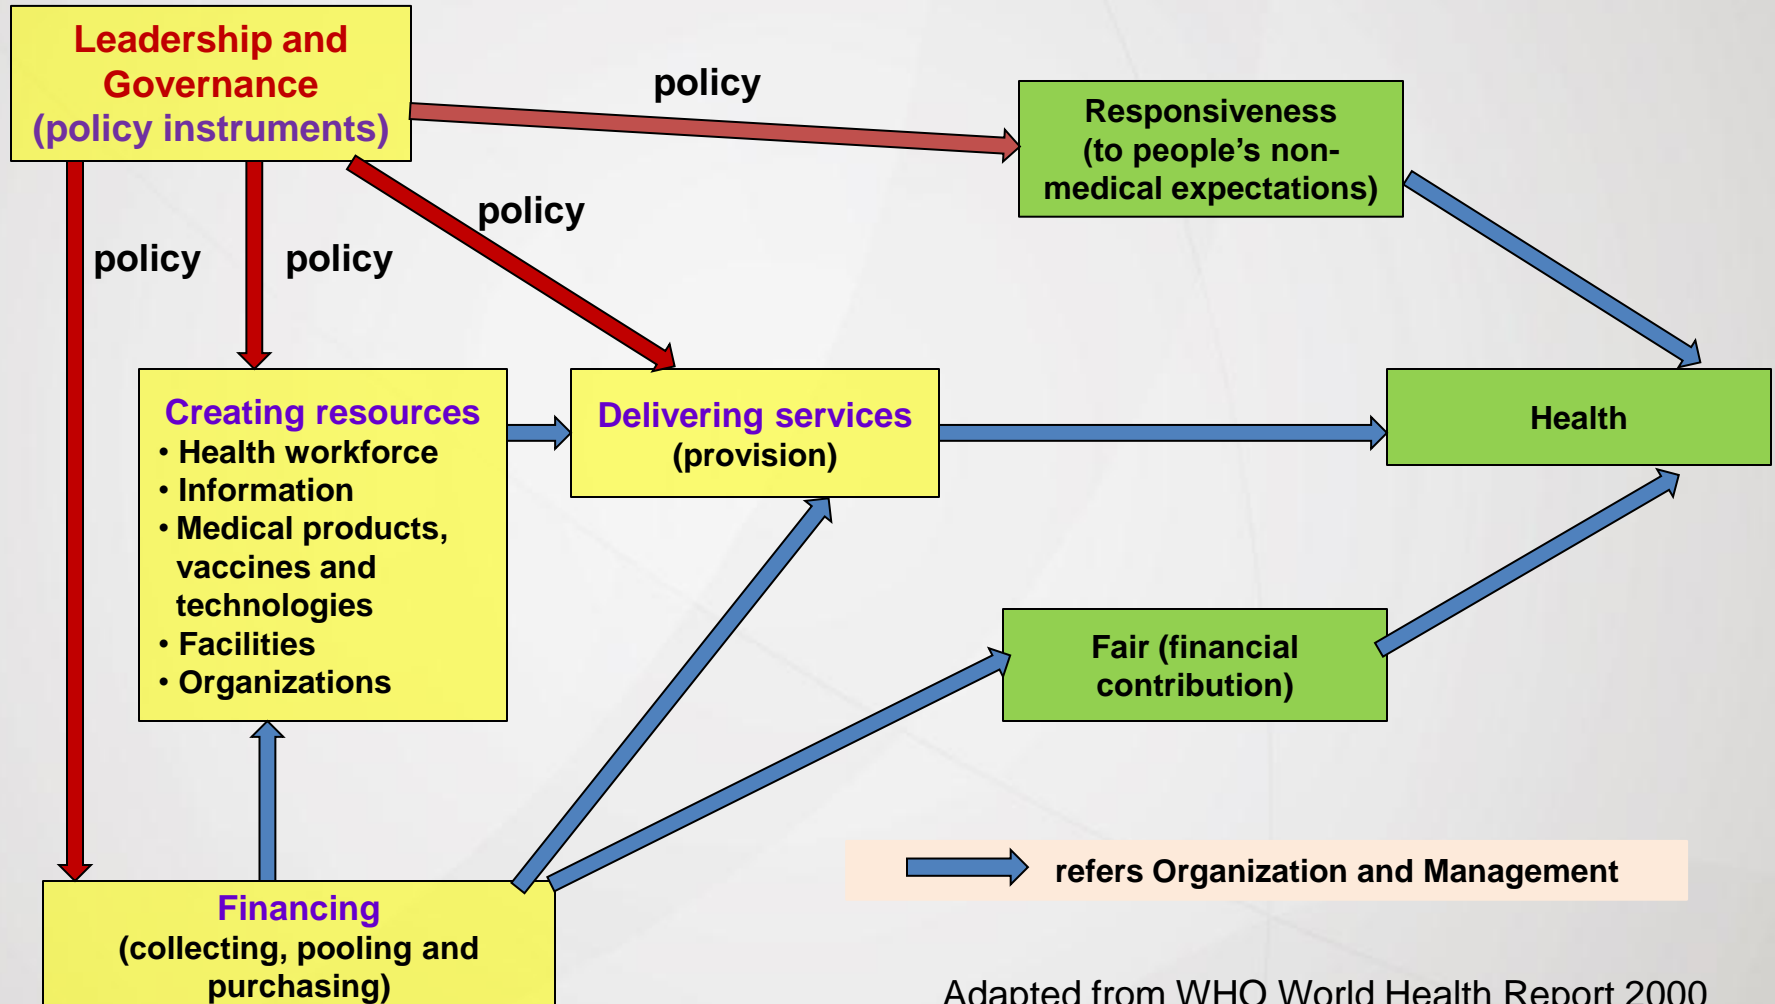 Leadership and
Governance
(policy instruments)
policy
Responsiveness
(to people’s non-
medical expectations)
policy
policy
policy
Creating resources
• Health workforce
• Information
• Medical products,
vaccines and
technologies
• Facilities
• Organizations
Delivering services
(provision)
Health
Fair (financial
contribution)
refers Organization and Management
Financing
(collecting, pooling and
purchasing)
Adapted from WHO World Health Report 2000